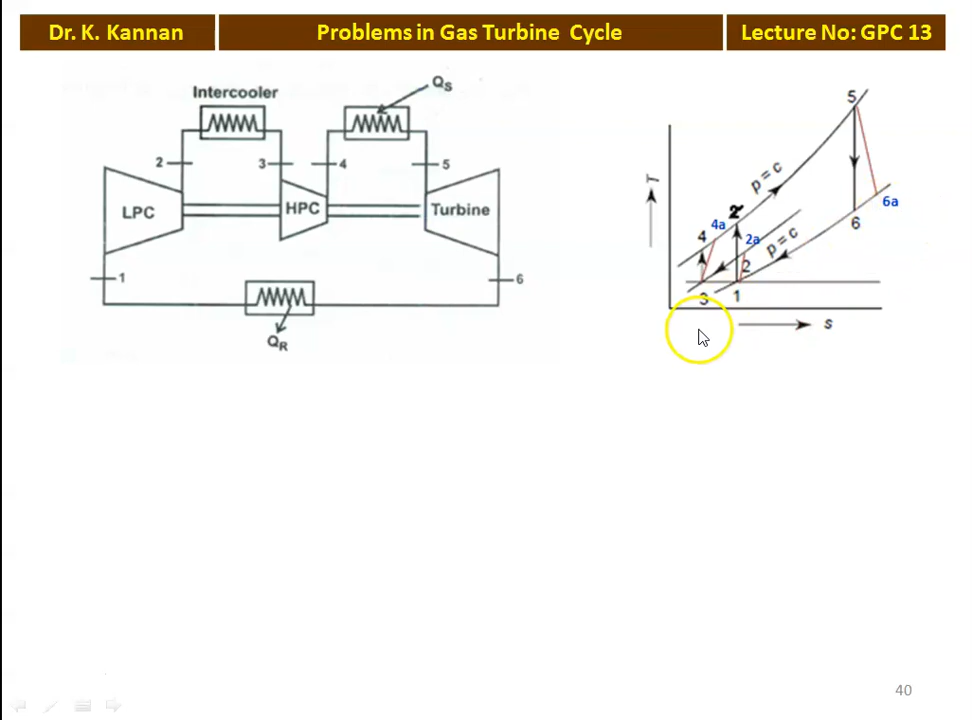 Dr. K. Kannan
Problems in Gas Turbine Cycle
Lecture No: GPC 13
Intercooler
QS
2
3
4
5
LPC
HPC
Turbine
1
6
QR
T
5
p = c
6a
6
4
4a
2
2a
p = c
2
3
1
s
40